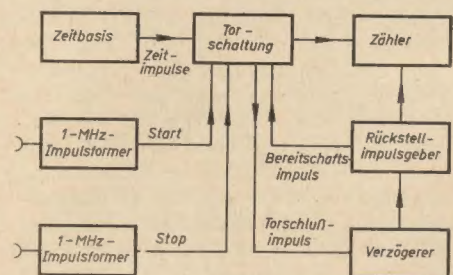 Zeitbasis
Zeit-
impulse
Tor-
schaltung
Zähler
1-MHz-
Impulsformer
Start
Bereitschafts-
impuls
Rückstell-
impulsgeber
1-MHz-
Impulsformer
Stop
Torschluß-
impuls
Verzögerer